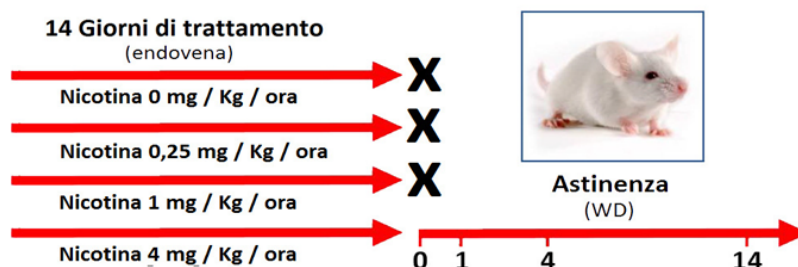 14 Giorni di trattamento
(endovena)
X
Nicotina 0 mg / Kg / ora
X
Nicotina 0,25 mg / Kg / ora
X
Nicotina 1 mg / Kg / ora
Nicotina 4 mg / Kg / ora
Astinenza
(WD)
0 1 4 14